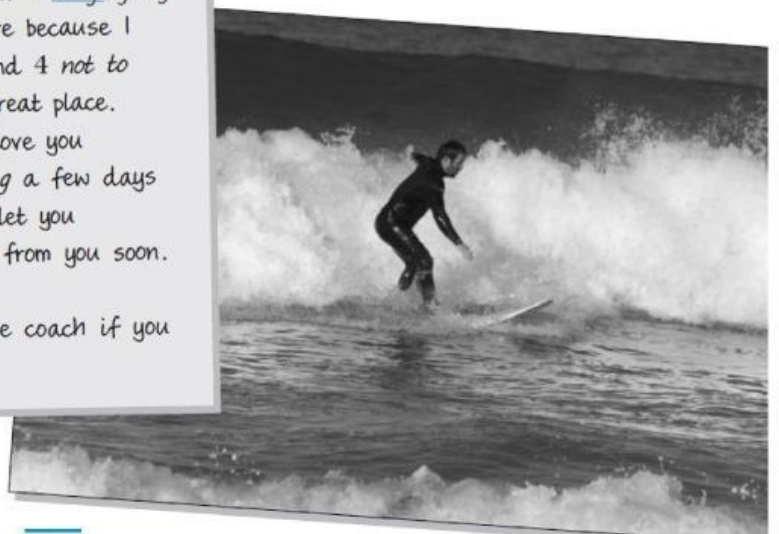 re because I
nd 4 not to
reat place.
ove you
g a few days
let you
from you soon.
e coach if you